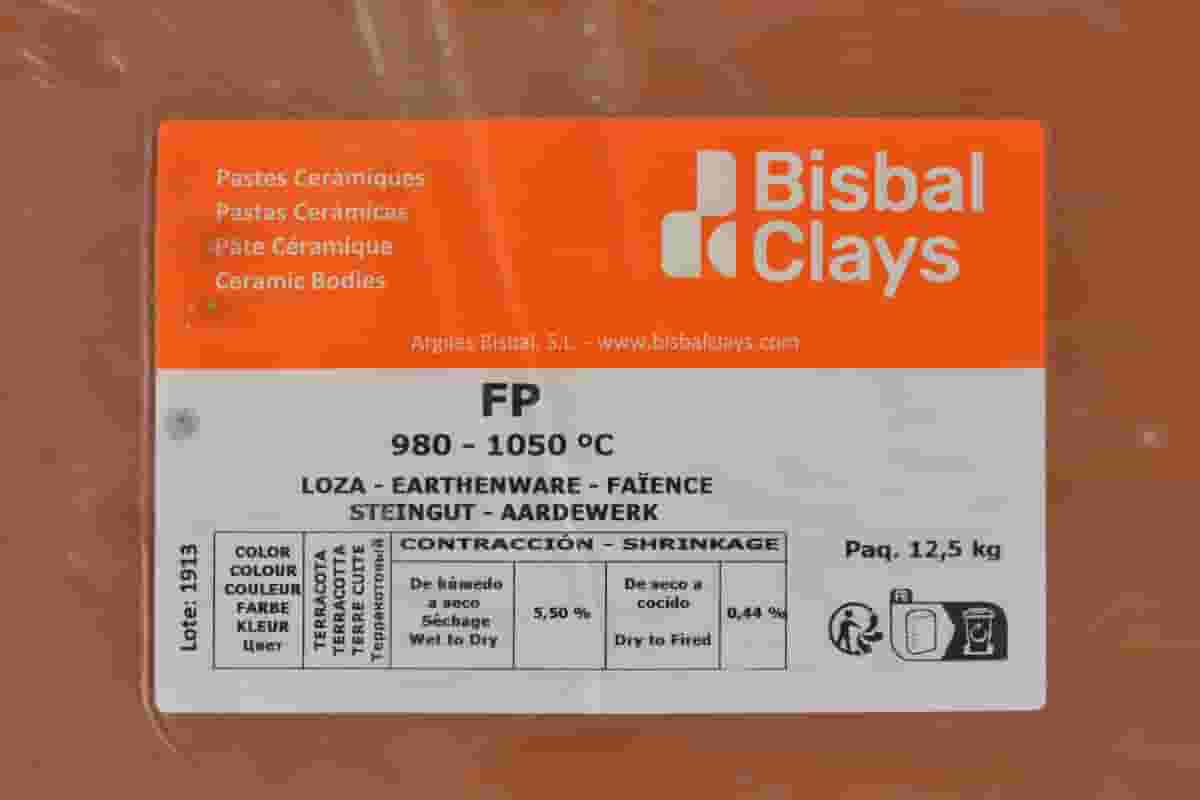 Pastes Ceràmiques
Pastas Cerámicas
Pâte Céramique
Ceramic Bodies
Bisbal
Clays
Argiles Bisbal, S.L. - www.bisbalclays.com
FP
980 - 1050 ºC
LOZA - EARTHENWARE - FAÏENCE
STEINGUT - AARDEWERK
Lote: 1913
COLOR
COLOUR
COULEUR
FARBE
KLEUR
Цвет
TERRACOTA
TERRACOTTA
TERRE CUITE
Терракотовый
CONTRACCIÓN - SHRINKAGE
De húmedo
a seco
Séchage
Wet to Dry
5,50 %
De seco a
cocido
Dry to Fired
0,44 %
Paq. 12,5 kg